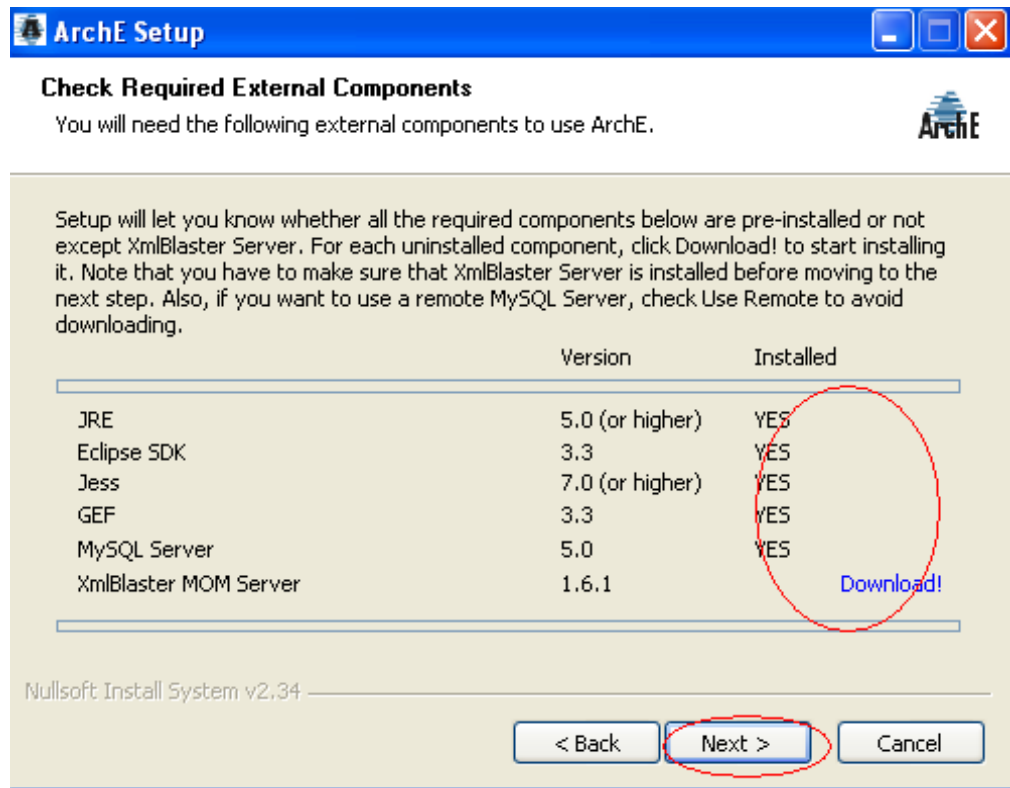 ArchE Setup
Check Required External Components
You will need the following external components to use ArchE.
ArchE
Setup will let you know whether all the required components below are pre-installed or not
except XmlBlaster Server. For each uninstalled component, click Download! to start installing
it. Note that you have to make sure that XmlBlaster Server is installed before moving to the
next step. Also, if you want to use a remote MySQL Server, check Use Remote to avoid
downloading.
Version Installed
JRE 5.0 (or higher) YES
Eclipse SDK 3.3 YES
Jess 7.0 (or higher) YES
GEF 3.3 YES
MySQL Server 5.0 YES
XmlBlaster MOM Server 1.6.1 Download!
Nullsoft Install System v2.34
< Back Next > Cancel